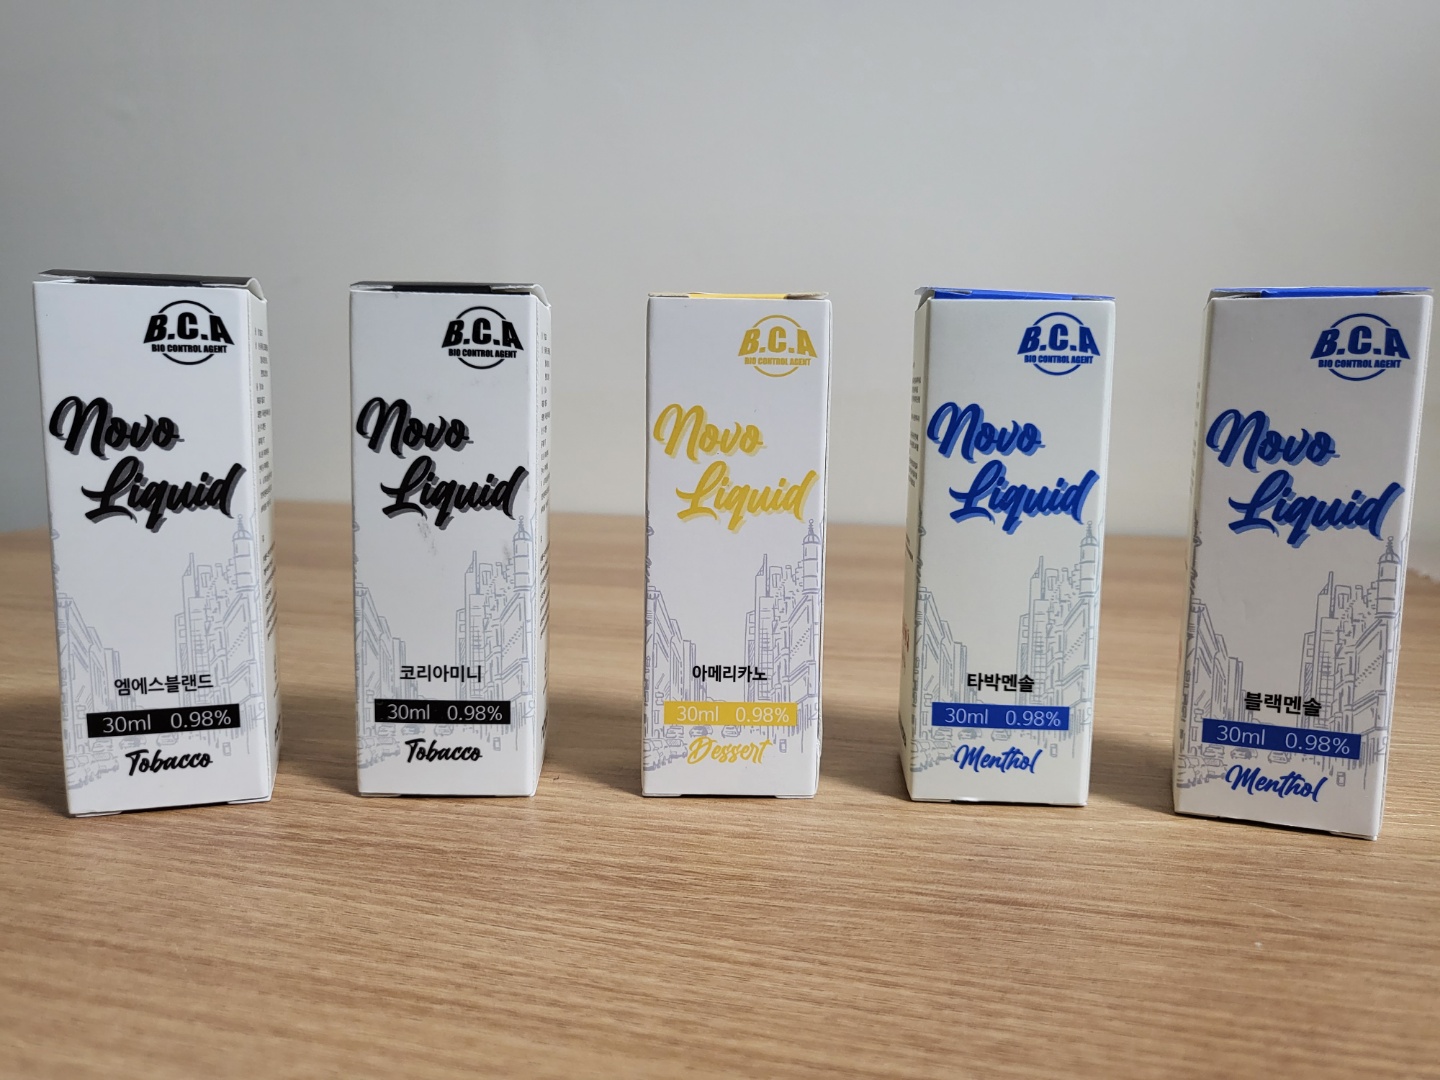 B.C.A
BIO CONTROL AGENT
Novo
Liquid
엠에스블랜드
30ml 0.98%
Tobacco
B.C.A
BIO CONTROL AGENT
Novo
Liquid
코리아미니
30ml 0.98%
Tobacco
B.C.A
BIO CONTROL AGENT
Novo
Liquid
아메리카노
30ml 0.98%
Dessert
B.C.A
BIO CONTROL AGENT
Novo
Liquid
타박멘솔
30ml 0.98%
Menthol
B.C.A
BIO CONTROL AGENT
Novo
Liquid
블랙멘솔
30ml 0.98%
Menthol